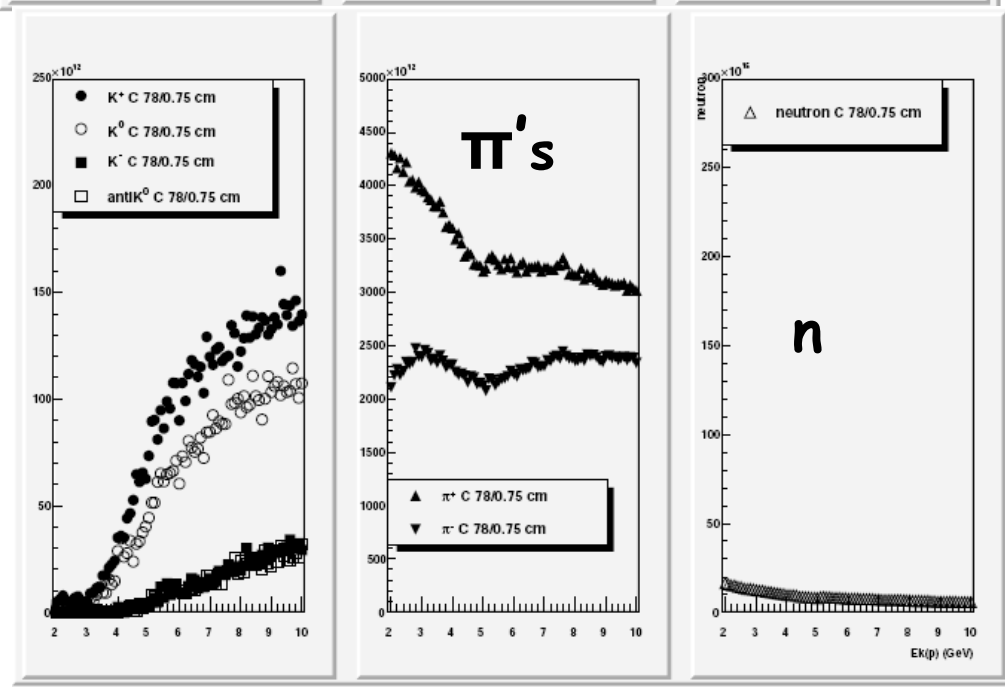 250×10¹²
K⁺ C 78/0.75 cm
K⁰ C 78/0.75 cm
K⁻ C 78/0.75 cm
antiK⁰ C 78/0.75 cm
200
150
100
50
0
2 3 4 5 6 7 8 9 10
5000×10¹²
π's
4500
4000
3500
3000
2500
2000
1500
1000
500
0
π⁺ C 78/0.75 cm
π⁻ C 78/0.75 cm
2 3 4 5 6 7 8 9 10
300×10¹⁵
neutron
neutron C 78/0.75 cm
250
200
n
150
100
50
0
2 3 4 5 6 7 8 9 10
Ek(p) (GeV)